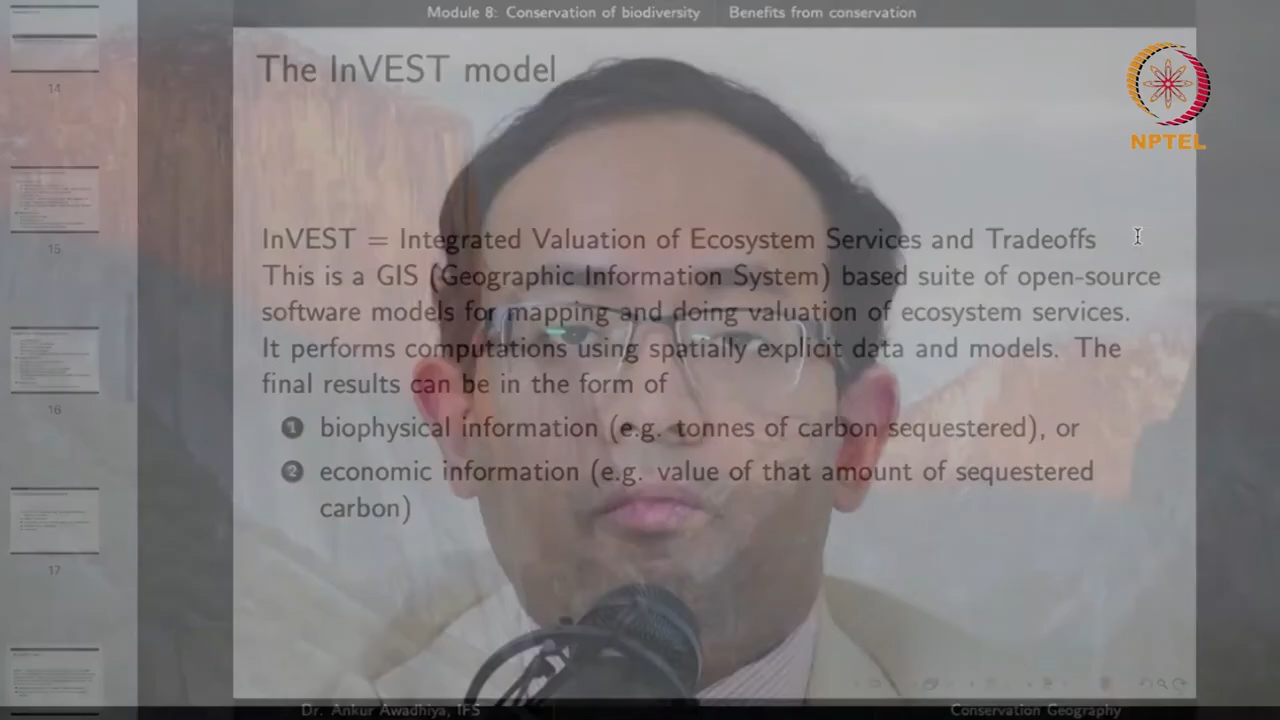 Module 8: Conservation of biodiversity Benefits from conservation
The InVEST model
NPTEL
InVEST = Integrated Valuation of Ecosystem Services and Tradeoffs
This is a GIS (Geographic Information System) based suite of open-source
software models for mapping and doing valuation of ecosystem services.
It performs computations using spatially explicit data and models. The
final results can be in the form of
1 biophysical information (e.g. tonnes of carbon sequestered), or
2 economic information (e.g. value of that amount of sequestered
carbon)
14
15
16
17
Dr. Ankur Awadhiya, IFS Conservation Geography